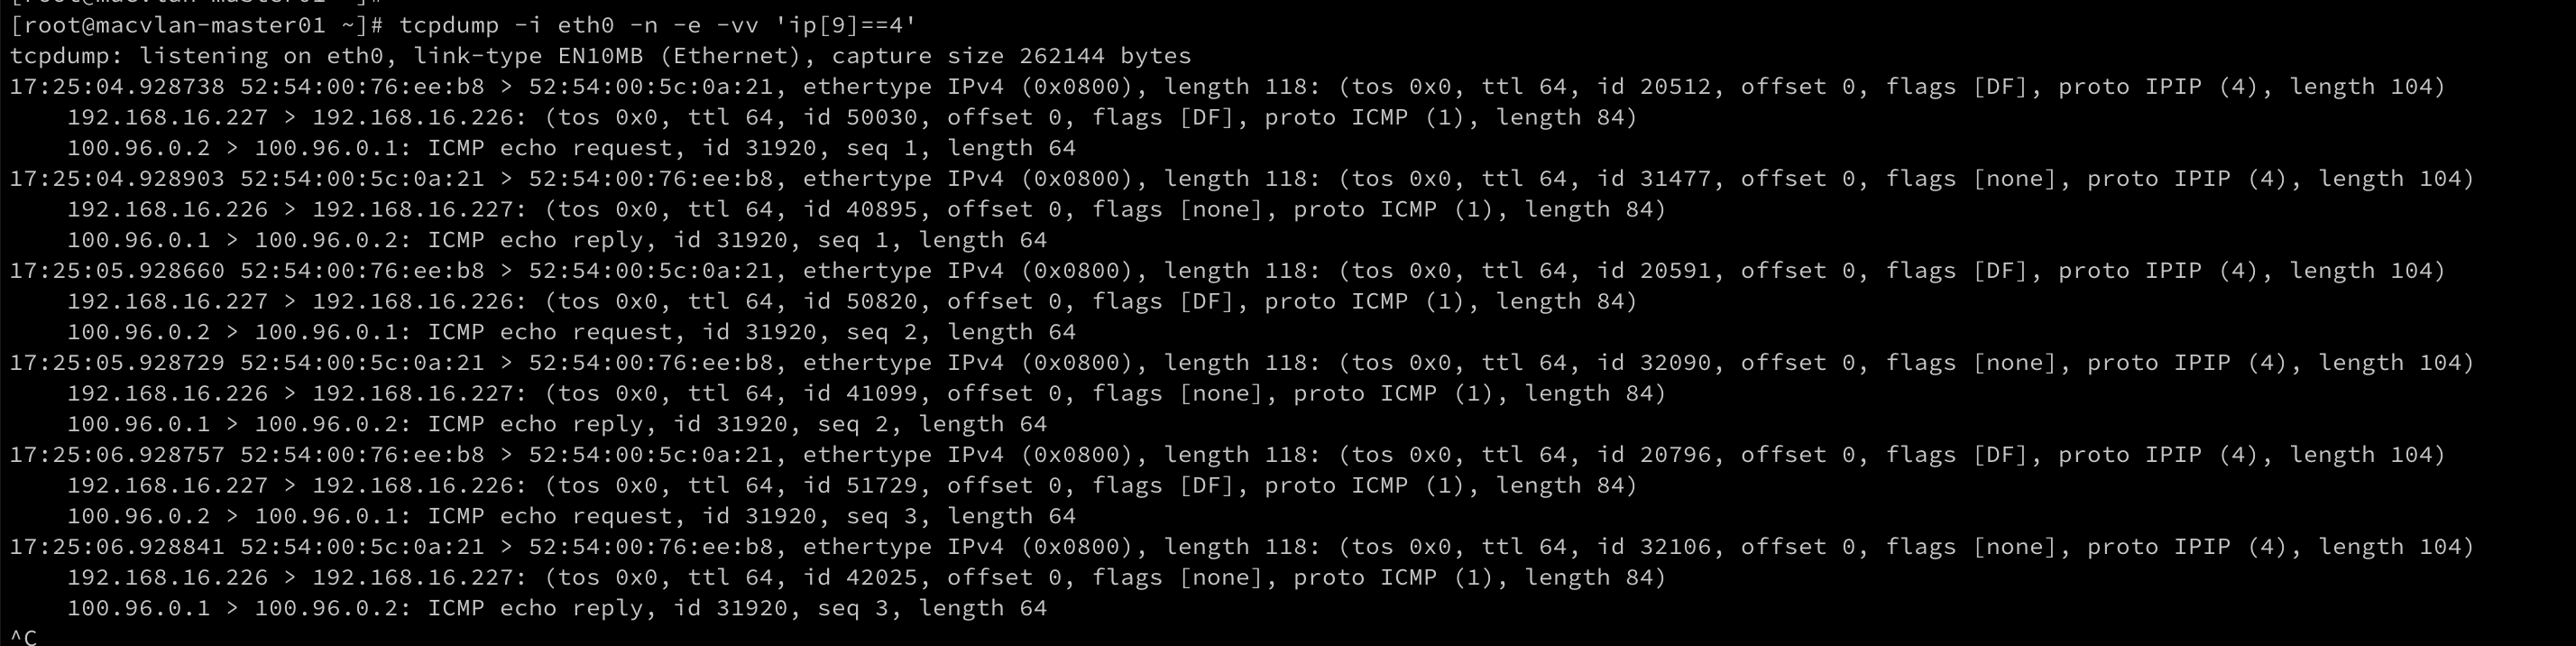 [root@macvlan-master01 ~]#
[root@macvlan-master01 ~]# tcpdump -i eth0 -n -e -vv 'ip[9]==4'
tcpdump: listening on eth0, link-type EN10MB (Ethernet), capture size 262144 bytes
17:25:04.928738 52:54:00:76:ee:b8 > 52:54:00:5c:0a:21, ethertype IPv4 (0x0800), length 118: (tos 0x0, ttl 64, id 20512, offset 0, flags [DF], proto IPIP (4), length 104)
    192.168.16.227 > 192.168.16.226: (tos 0x0, ttl 64, id 50030, offset 0, flags [DF], proto ICMP (1), length 84)
    100.96.0.2 > 100.96.0.1: ICMP echo request, id 31920, seq 1, length 64
17:25:04.928903 52:54:00:5c:0a:21 > 52:54:00:76:ee:b8, ethertype IPv4 (0x0800), length 118: (tos 0x0, ttl 64, id 31477, offset 0, flags [none], proto IPIP (4), length 104)
    192.168.16.226 > 192.168.16.227: (tos 0x0, ttl 64, id 40895, offset 0, flags [none], proto ICMP (1), length 84)
    100.96.0.1 > 100.96.0.2: ICMP echo reply, id 31920, seq 1, length 64
17:25:05.928660 52:54:00:76:ee:b8 > 52:54:00:5c:0a:21, ethertype IPv4 (0x0800), length 118: (tos 0x0, ttl 64, id 20591, offset 0, flags [DF], proto IPIP (4), length 104)
    192.168.16.227 > 192.168.16.226: (tos 0x0, ttl 64, id 50820, offset 0, flags [DF], proto ICMP (1), length 84)
    100.96.0.2 > 100.96.0.1: ICMP echo request, id 31920, seq 2, length 64
17:25:05.928729 52:54:00:5c:0a:21 > 52:54:00:76:ee:b8, ethertype IPv4 (0x0800), length 118: (tos 0x0, ttl 64, id 32090, offset 0, flags [none], proto IPIP (4), length 104)
    192.168.16.226 > 192.168.16.227: (tos 0x0, ttl 64, id 41099, offset 0, flags [none], proto ICMP (1), length 84)
    100.96.0.1 > 100.96.0.2: ICMP echo reply, id 31920, seq 2, length 64
17:25:06.928757 52:54:00:76:ee:b8 > 52:54:00:5c:0a:21, ethertype IPv4 (0x0800), length 118: (tos 0x0, ttl 64, id 20796, offset 0, flags [DF], proto IPIP (4), length 104)
    192.168.16.227 > 192.168.16.226: (tos 0x0, ttl 64, id 51729, offset 0, flags [DF], proto ICMP (1), length 84)
    100.96.0.2 > 100.96.0.1: ICMP echo request, id 31920, seq 3, length 64
17:25:06.928841 52:54:00:5c:0a:21 > 52:54:00:76:ee:b8, ethertype IPv4 (0x0800), length 118: (tos 0x0, ttl 64, id 32106, offset 0, flags [none], proto IPIP (4), length 104)
    192.168.16.226 > 192.168.16.227: (tos 0x0, ttl 64, id 42025, offset 0, flags [none], proto ICMP (1), length 84)
    100.96.0.1 > 100.96.0.2: ICMP echo reply, id 31920, seq 3, length 64
^C